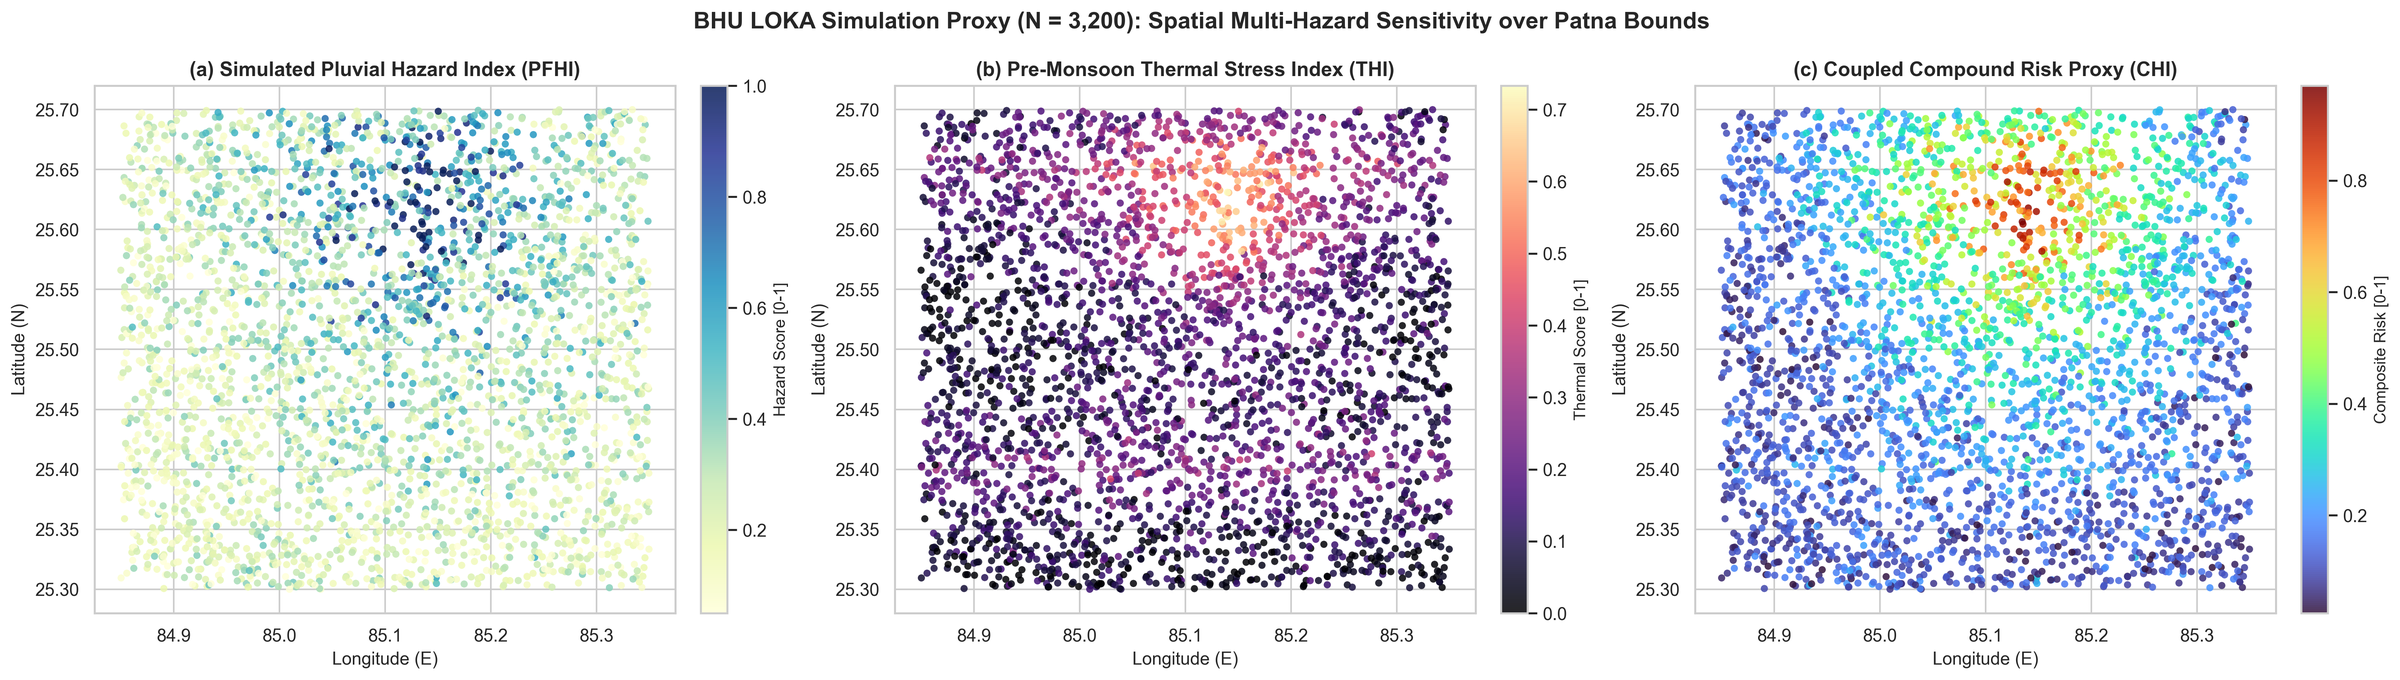 BHU LOKA Simulation Proxy (N = 3,200): Spatial Multi-Hazard Sensitivity over Patna Bounds
(a) Simulated Pluvial Hazard Index (PFHI)
25.70
25.65
25.60
25.55
25.50
25.45
25.40
25.35
25.30
Latitude (N)
84.9 85.0 85.1 85.2 85.3
Longitude (E)
1.0
0.8
0.6
0.4
0.2
Hazard Score [0-1]
(b) Pre-Monsoon Thermal Stress Index (THI)
25.70
25.65
25.60
25.55
25.50
25.45
25.40
25.35
25.30
Latitude (N)
84.9 85.0 85.1 85.2 85.3
Longitude (E)
0.7
0.6
0.5
0.4
0.3
0.2
0.1
0.0
Thermal Score [0-1]
(c) Coupled Compound Risk Proxy (CHI)
25.70
25.65
25.60
25.55
25.50
25.45
25.40
25.35
25.30
Latitude (N)
84.9 85.0 85.1 85.2 85.3
Longitude (E)
0.8
0.6
0.4
0.2
Composite Risk [0-1]